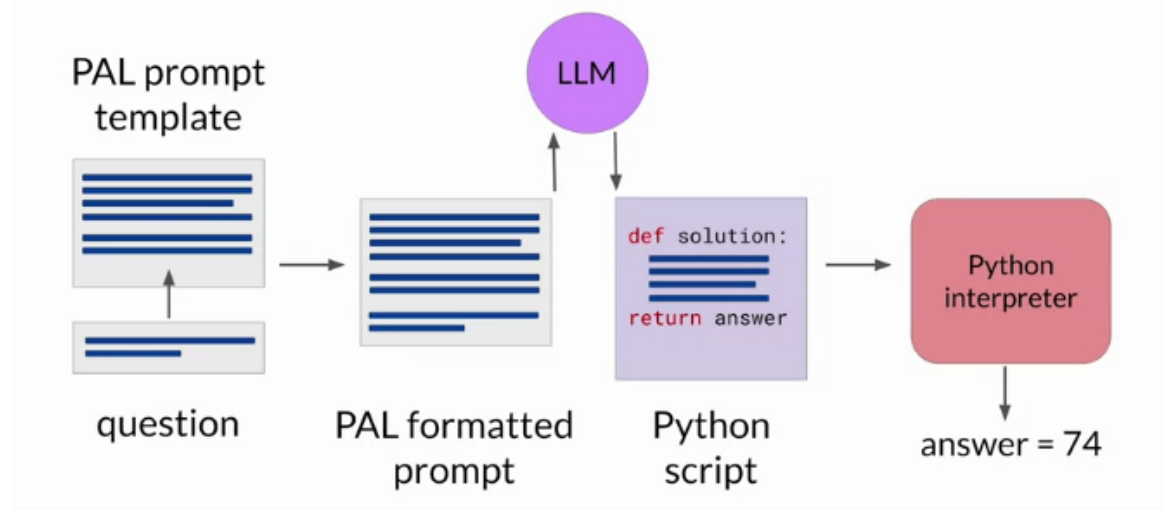 PAL prompt
template
question
PAL formatted
prompt
LLM
def solution:
return answer
Python
script
Python
interpreter
answer = 74